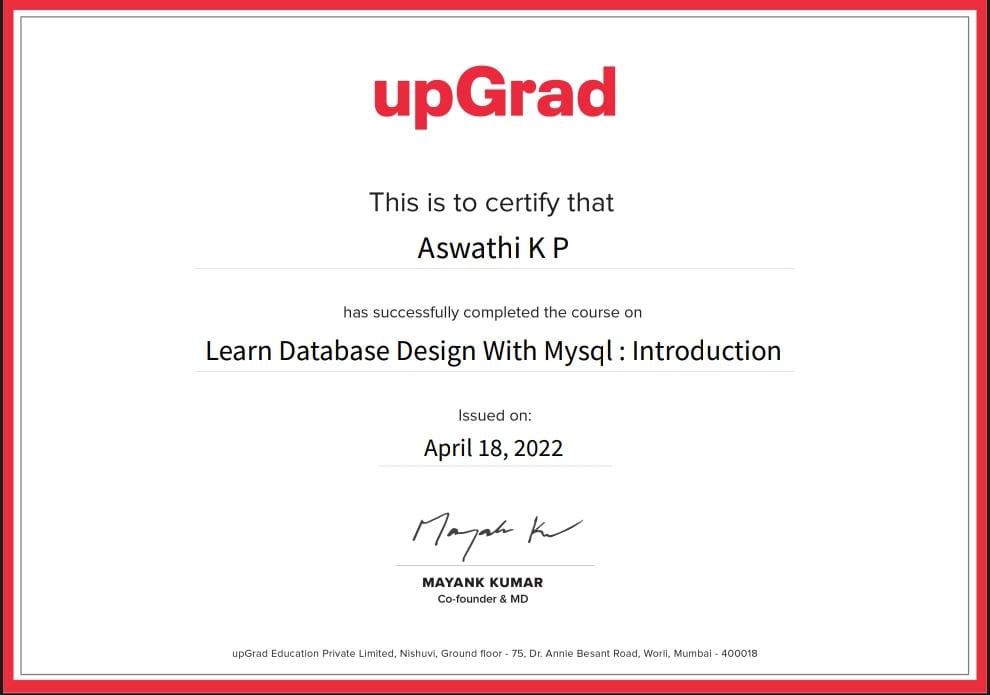 upGrad
This is to certify that
Aswathi K P
has successfully completed the course on
Learn Database Design With Mysql : Introduction
Issued on:
April 18, 2022
Mayank Ku
MAYANK KUMAR
Co-founder & MD
upGrad Education Private Limited, Nishuvi, Ground floor - 75, Dr. Annie Besant Road, Worli, Mumbai - 400018